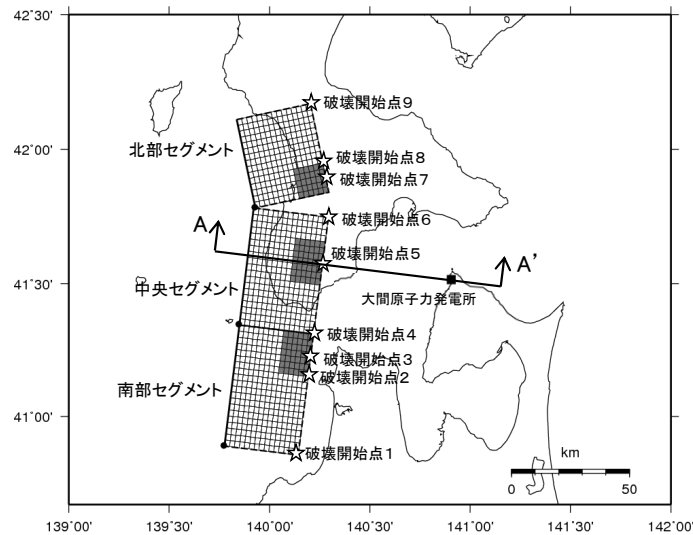 42°30'
42°00'
41°30'
41°00'
破壊開始点9
北部セグメント
破壊開始点8
破壊開始点7
破壊開始点6
A
破壊開始点5
A'
中央セグメント
大間原子力発電所
破壊開始点4
破壊開始点3
破壊開始点2
南部セグメント
破壊開始点1
km
0 50
139°00' 139°30' 140°00' 140°30' 141°00' 141°30' 142°00'